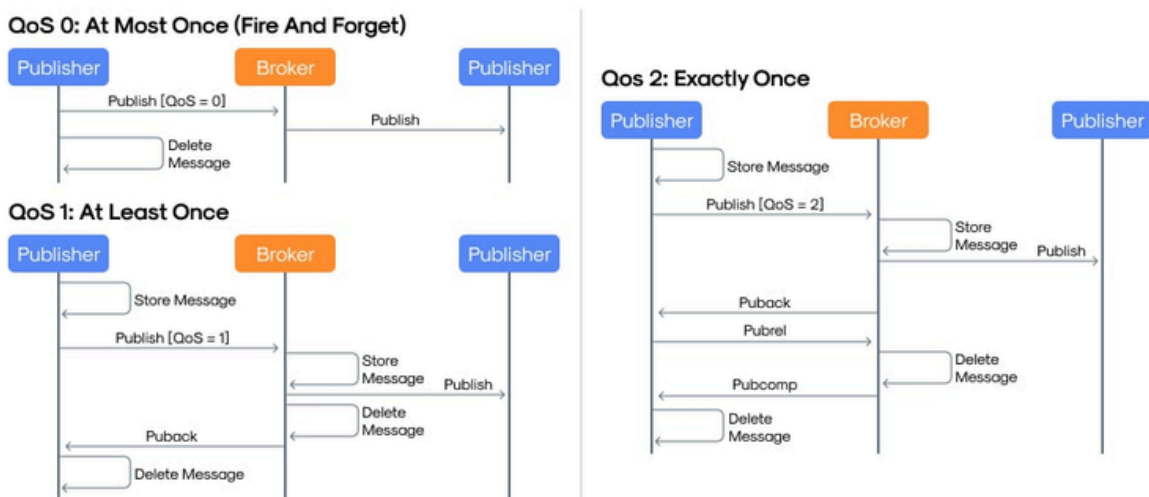 QoS 0: At Most Once (Fire And Forget)
Publisher
Broker
Publisher
Publish [QoS = 0]
Publish
Delete
Message
QoS 1: At Least Once
Publisher
Broker
Publisher
Store Message
Publish [QoS = 1]
Store
Message
Publish
Delete
Message
Puback
Delete Message
Qos 2: Exactly Once
Publisher
Broker
Publisher
Store Message
Publish [QoS = 2]
Store
Message
Publish
Puback
Pubrel
Delete
Message
Pubcomp
Delete
Message